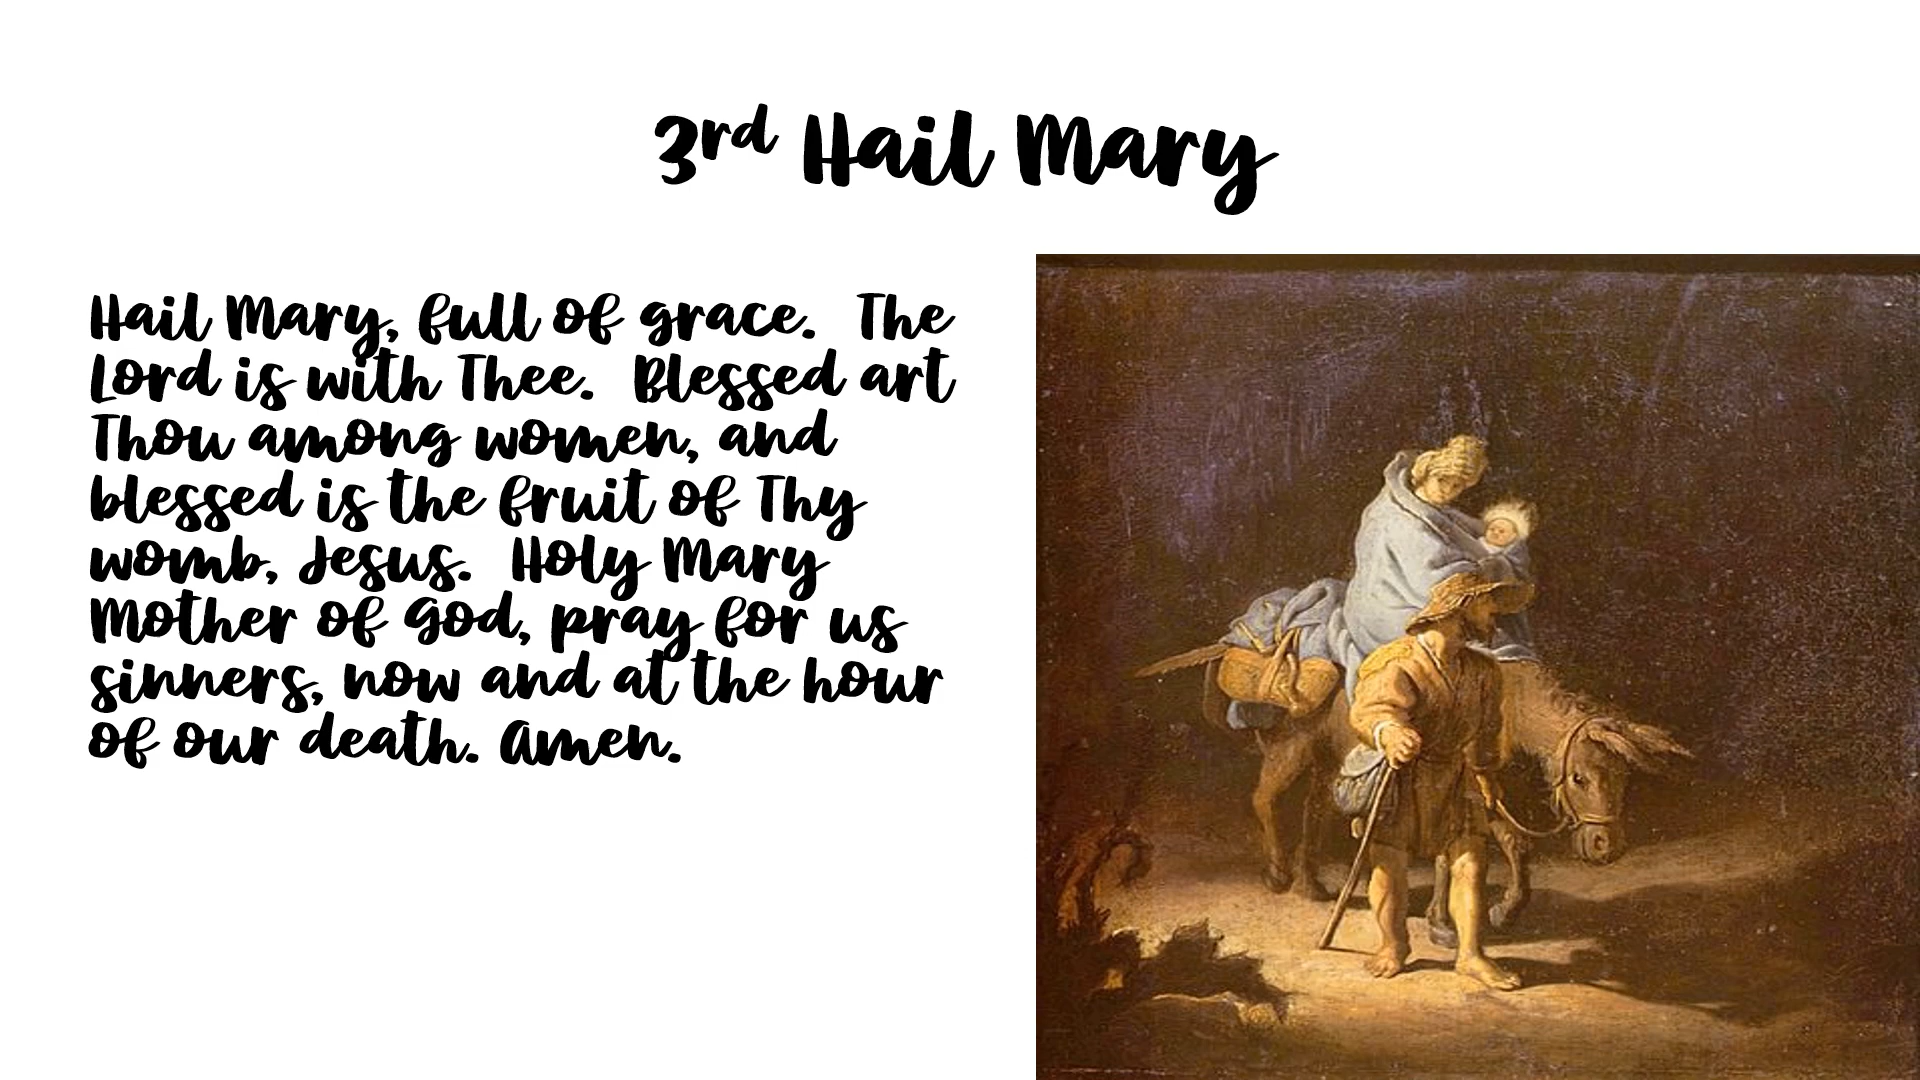 3rd Hail Mary
Hail Mary, full of grace.  The
Lord is with Thee.  Blessed art
Thou among women, and
blessed is the fruit of Thy
womb, Jesus.  Holy Mary
Mother of God, pray for us
sinners, now and at the hour
of our death. Amen.